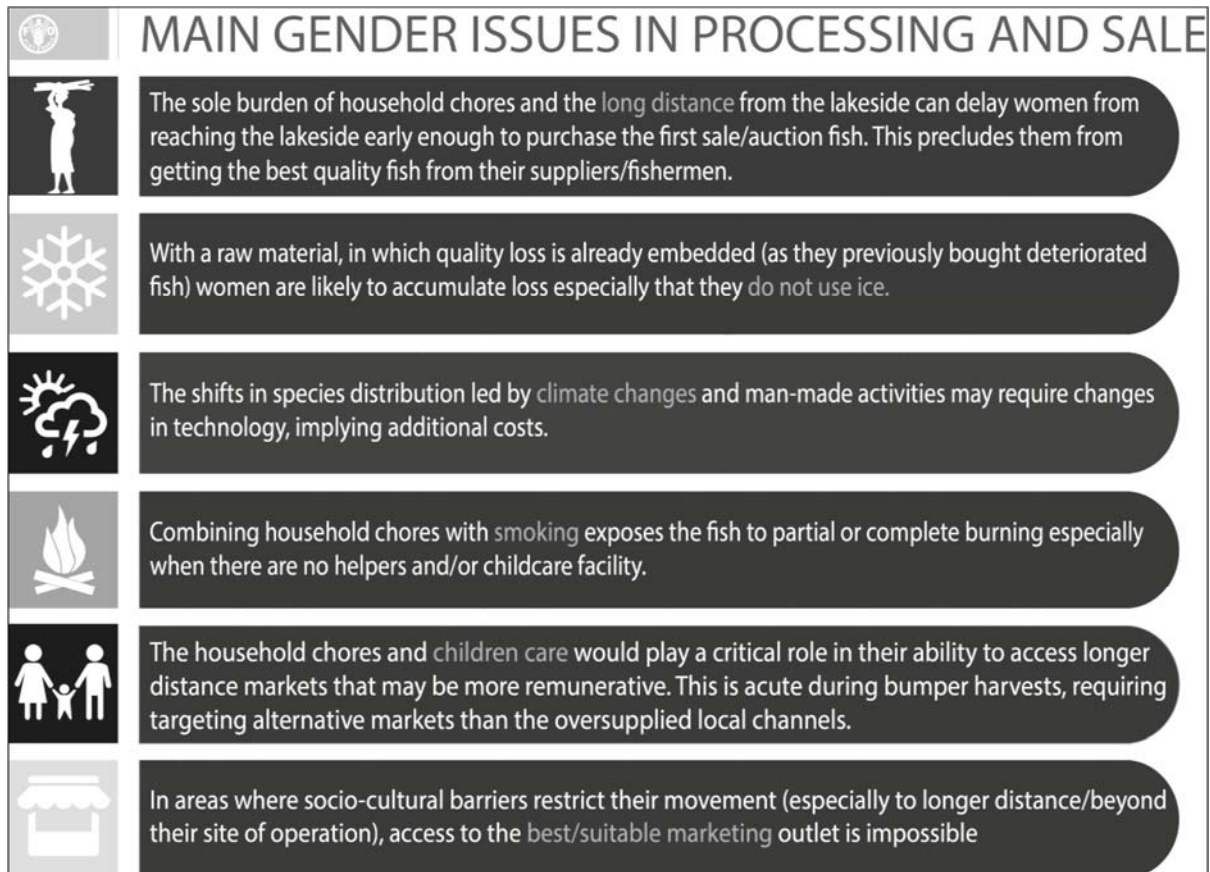 MAIN GENDER ISSUES IN PROCESSING AND SALE
The sole burden of household chores and the long distance from the lakeside can delay women from
reaching the lakeside early enough to purchase the first sale/auction fish. This precludes them from
getting the best quality fish from their suppliers/fishermen.
With a raw material, in which quality loss is already embedded (as they previously bought deteriorated
fish) women are likely to accumulate loss especially that they do not use ice.
The shifts in species distribution led by climate changes and man-made activities may require changes
in technology, implying additional costs.
Combining household chores with smoking exposes the fish to partial or complete burning especially
when there are no helpers and/or childcare facility.
The household chores and children care would play a critical role in their ability to access longer
distance markets that may be more remunerative. This is acute during bumper harvests, requiring
targeting alternative markets than the oversupplied local channels.
In areas where socio-cultural barriers restrict their movement (especially to longer distance/beyond
their site of operation), access to the best/suitable marketing outlet is impossible